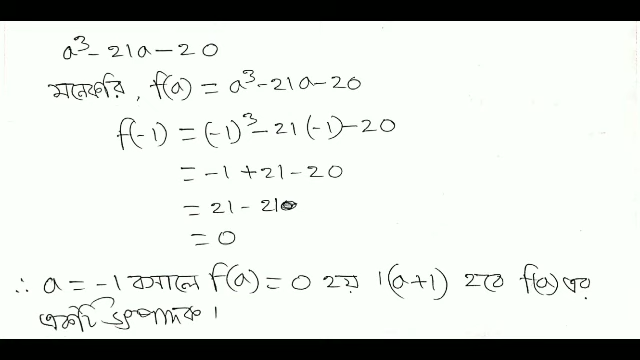 a³ - 21a - 20
মনেকরি, f(a) = a³ - 21a - 20
f(-1) = (-1)³ - 21(-1) - 20
= -1 + 21 - 20
= 21 - 21
= 0
∴ a = -1 বসালে f(a) = 0 হয় । (a+1) হবে f(a) এর
একটি উৎপাদক ।